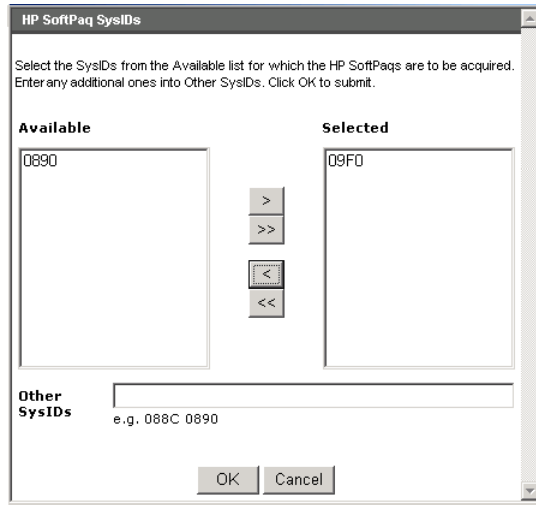 HP SoftPaq SysIDs
Select the SysIDs from the Available list for which the HP SoftPaqs are to be acquired.
Enter any additional ones into Other SysIDs. Click OK to submit.
Available
Selected
0890
09F0
>
>>
<
<<
Other
SysIDs
e.g. 088C 0890
OK
Cancel